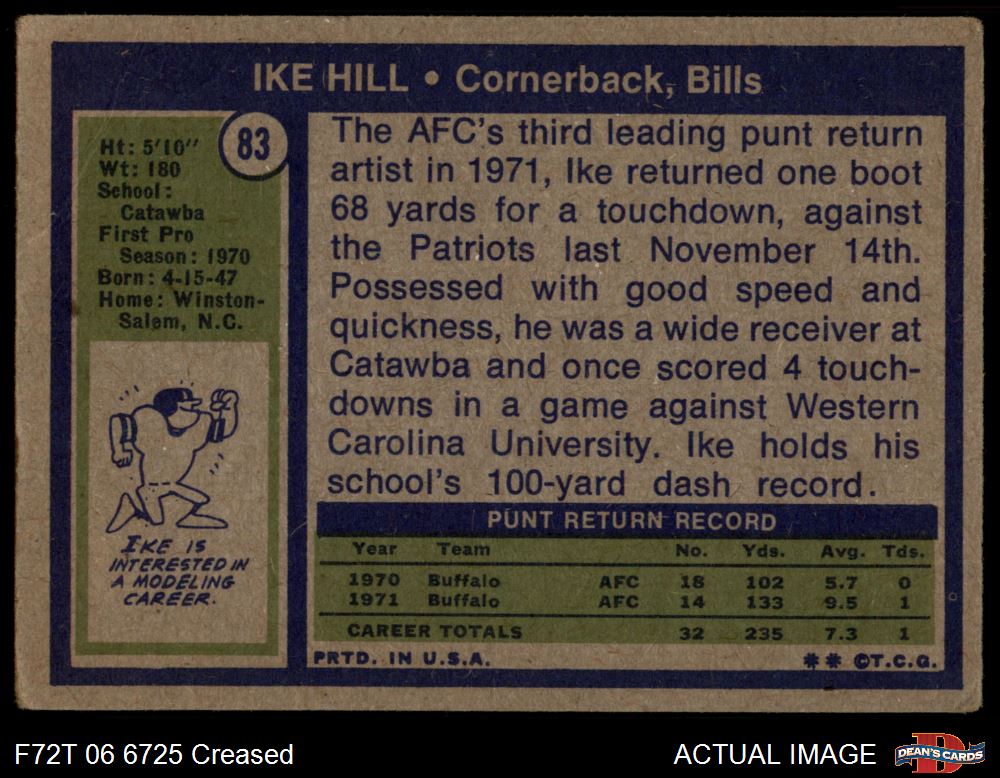 IKE HILL • Cornerback, Bills
83
Ht: 5'10"
Wt: 180
School:
Catawba
First Pro
Season: 1970
Born: 4-15-47
Home: Winston-
Salem, N.C.
IKE IS
INTERESTED IN
A MODELING
CAREER.
The AFC's third leading punt return
artist in 1971, Ike returned one boot
68 yards for a touchdown, against
the Patriots last November 14th.
Possessed with good speed and
quickness, he was a wide receiver at
Catawba and once scored 4 touch-
downs in a game against Western
Carolina University. Ike holds his
school's 100-yard dash record.
PUNT RETURN RECORD
Year Team No. Yds. Avg. Tds.
1970 Buffalo AFC 18 102 5.7 0
1971 Buffalo AFC 14 133 9.5 1
CAREER TOTALS 32 235 7.3 1
PRTD. IN U.S.A. ** ©T.C.G.
F72T 06 6725 Creased
ACTUAL IMAGE
DEAN'S CARDS